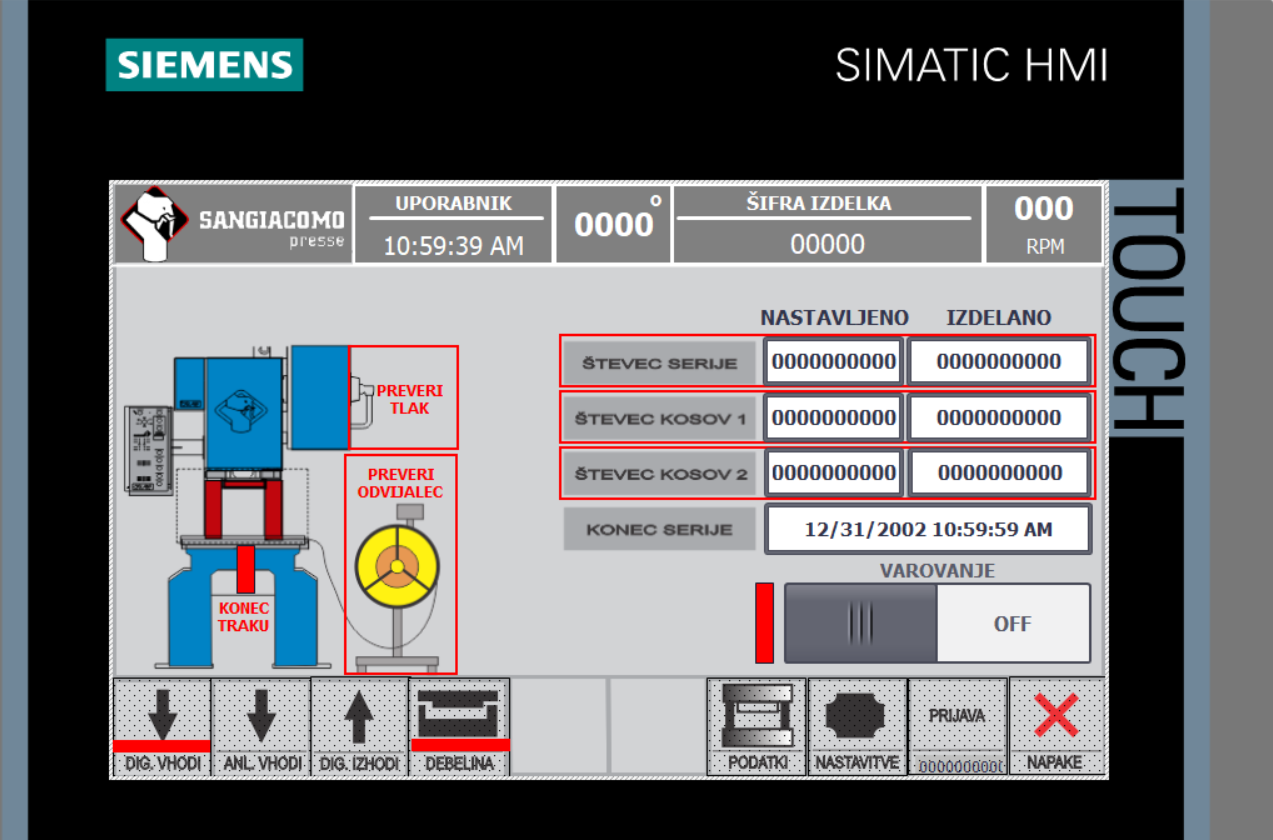 SIEMENS
SIMATIC HMI
TOUCH
SANGIACOMO
presse
UPORABNIK
10:59:39 AM
0000°
ŠIFRA IZDELKA
00000
000
RPM
NASTAVLJENO IZDELANO
ŠTEVEC SERIJE 0000000000 0000000000
ŠTEVEC KOSOV 1 0000000000 0000000000
ŠTEVEC KOSOV 2 0000000000 0000000000
KONEC SERIJE 12/31/2002 10:59:59 AM
VAROVANJE
OFF
PREVERI
TLAK
PREVERI
ODVIJALEC
KONEC
TRAKU
DIG. VHODI
ANL. VHODI
DIG. IZHODI
DEBELINA
PODATKI
NASTAVITVE
PRIJAVA
0000000000
NAPAKE